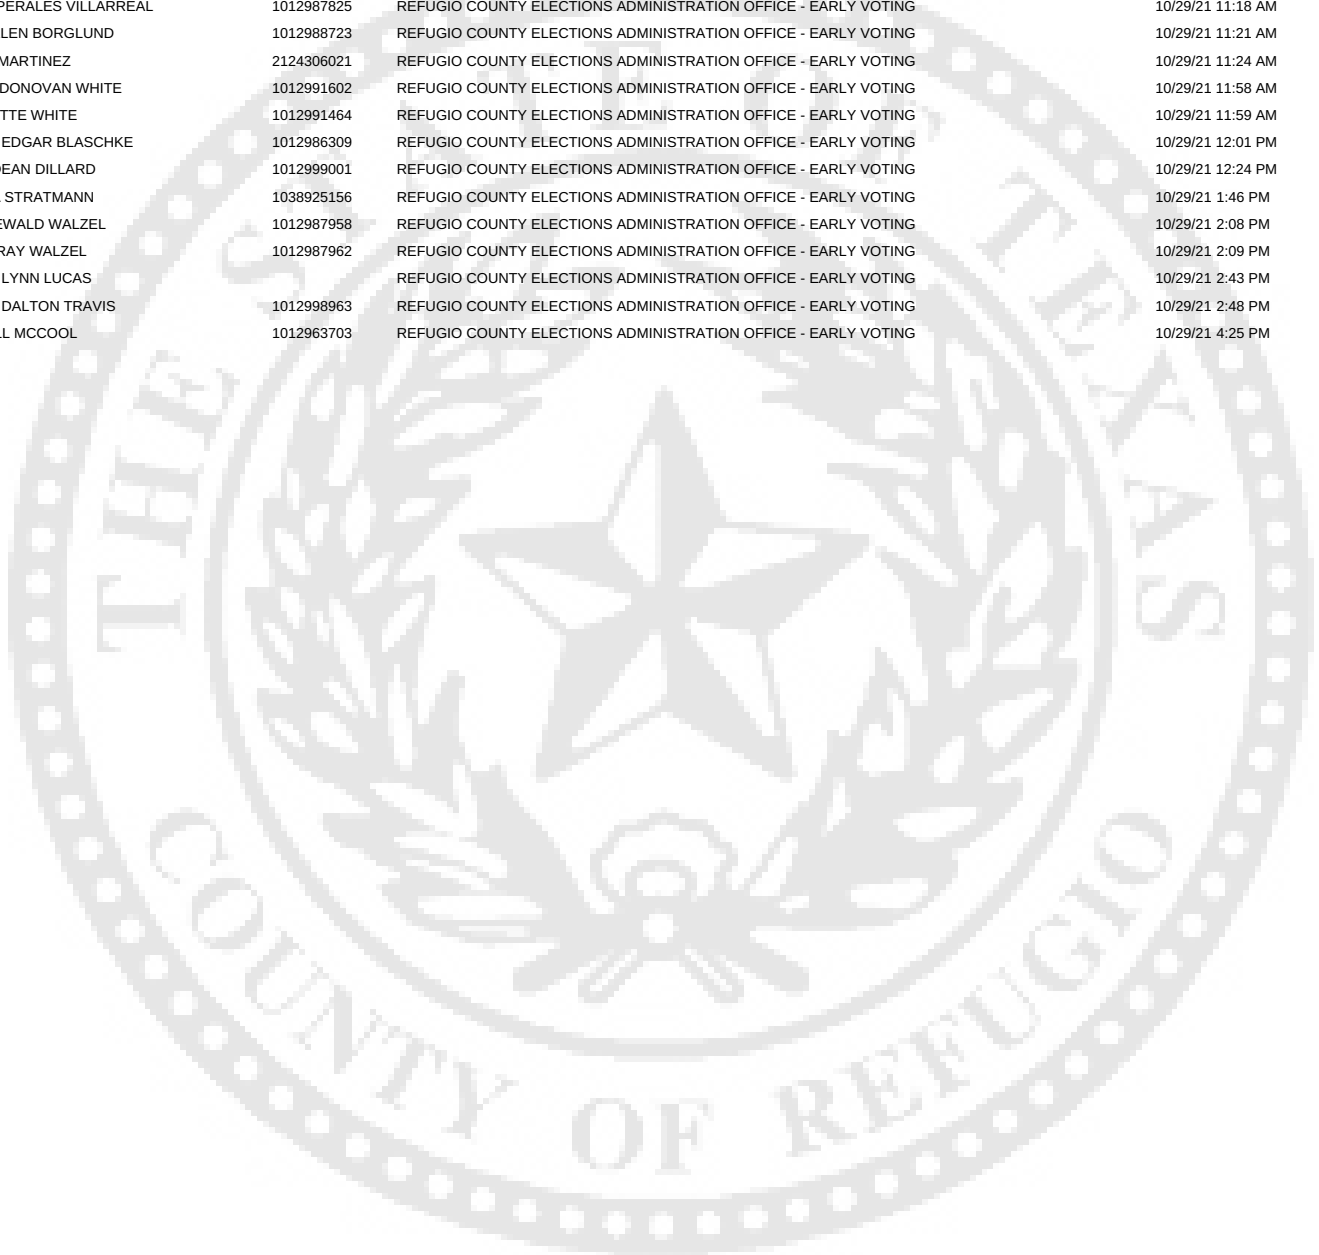 PERALES VILLARREAL 1012987825 REFUGIO COUNTY ELECTIONS ADMINISTRATION OFFICE - EARLY VOTING 10/29/21 11:18 AM
LEN BORGLUND 1012988723 REFUGIO COUNTY ELECTIONS ADMINISTRATION OFFICE - EARLY VOTING 10/29/21 11:21 AM
MARTINEZ 2124306021 REFUGIO COUNTY ELECTIONS ADMINISTRATION OFFICE - EARLY VOTING 10/29/21 11:24 AM
DONOVAN WHITE 1012991602 REFUGIO COUNTY ELECTIONS ADMINISTRATION OFFICE - EARLY VOTING 10/29/21 11:58 AM
TTE WHITE 1012991464 REFUGIO COUNTY ELECTIONS ADMINISTRATION OFFICE - EARLY VOTING 10/29/21 11:59 AM
EDGAR BLASCHKE 1012986309 REFUGIO COUNTY ELECTIONS ADMINISTRATION OFFICE - EARLY VOTING 10/29/21 12:01 PM
DEAN DILLARD 1012999001 REFUGIO COUNTY ELECTIONS ADMINISTRATION OFFICE - EARLY VOTING 10/29/21 12:24 PM
STRATMANN 1038925156 REFUGIO COUNTY ELECTIONS ADMINISTRATION OFFICE - EARLY VOTING 10/29/21 1:46 PM
EWALD WALZEL 1012987958 REFUGIO COUNTY ELECTIONS ADMINISTRATION OFFICE - EARLY VOTING 10/29/21 2:08 PM
RAY WALZEL 1012987962 REFUGIO COUNTY ELECTIONS ADMINISTRATION OFFICE - EARLY VOTING 10/29/21 2:09 PM
LYNN LUCAS REFUGIO COUNTY ELECTIONS ADMINISTRATION OFFICE - EARLY VOTING 10/29/21 2:43 PM
DALTON TRAVIS 1012998963 REFUGIO COUNTY ELECTIONS ADMINISTRATION OFFICE - EARLY VOTING 10/29/21 2:48 PM
LL MCCOOL 1012963703 REFUGIO COUNTY ELECTIONS ADMINISTRATION OFFICE - EARLY VOTING 10/29/21 4:25 PM
THE STATE OF TEXAS
COUNTY OF REFUGIO